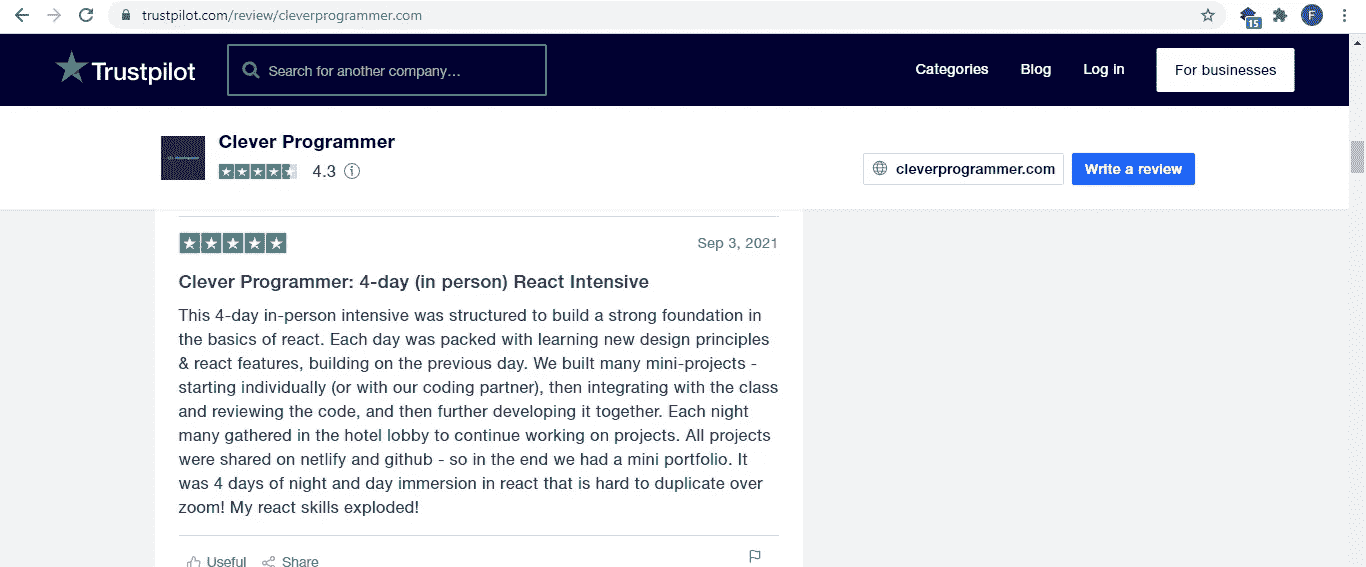 trustpilot.com/review/cleverprogrammer.com
15
F
Trustpilot
Search for another company...
Categories
Blog
Log in
For businesses
Clever Programmer
4.3
cleverprogrammer.com
Write a review
Sep 3, 2021
Clever Programmer: 4-day (in person) React Intensive
This 4-day in-person intensive was structured to build a strong foundation in
the basics of react. Each day was packed with learning new design principles
& react features, building on the previous day. We built many mini-projects -
starting individually (or with our coding partner), then integrating with the class
and reviewing the code, and then further developing it together. Each night
many gathered in the hotel lobby to continue working on projects. All projects
were shared on netlify and github - so in the end we had a mini portfolio. It
was 4 days of night and day immersion in react that is hard to duplicate over
zoom! My react skills exploded!
Useful
Share